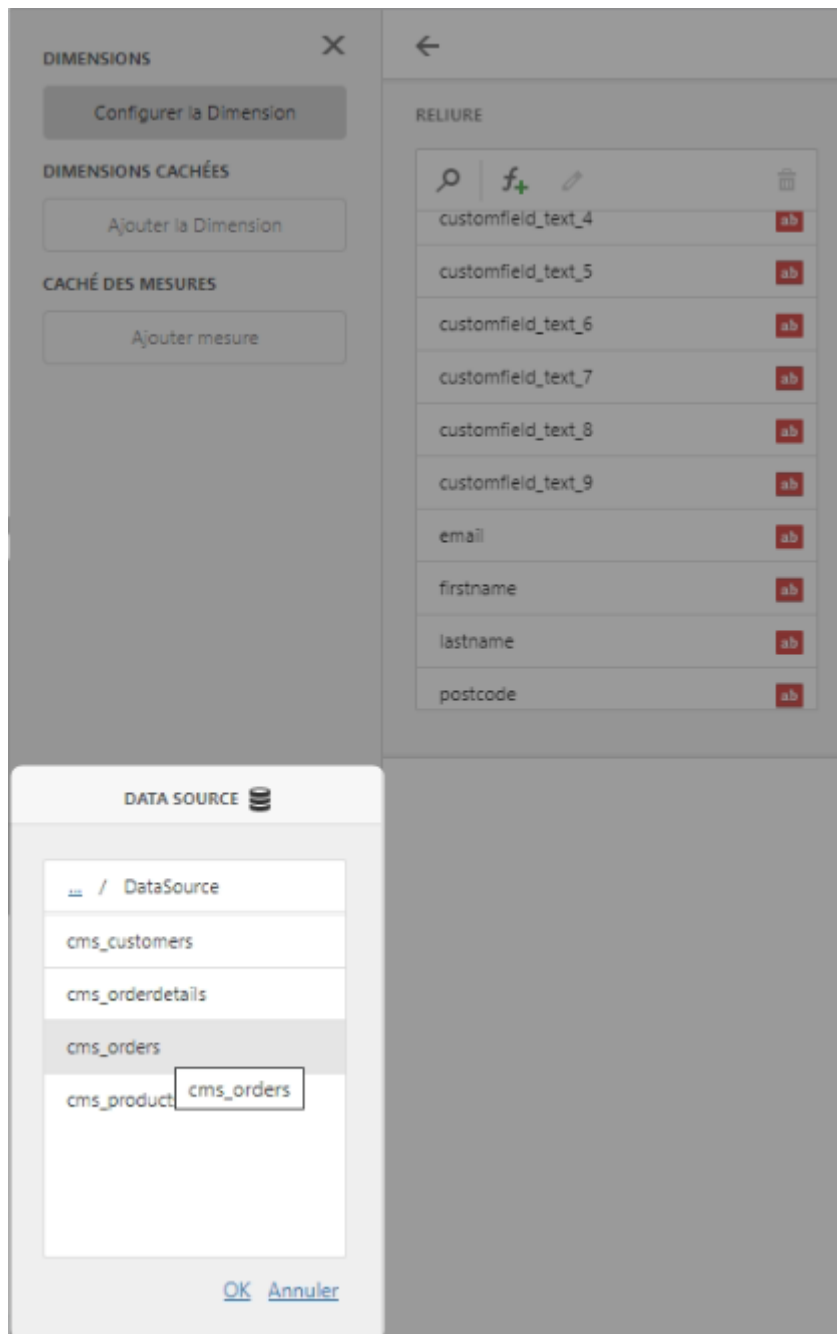 DIMENSIONS
Configurer la Dimension
DIMENSIONS CACHÉES
Ajouter la Dimension
CACHÉ DES MESURES
Ajouter mesure
RELIURE
customfield_text_4 ab
customfield_text_5 ab
customfield_text_6 ab
customfield_text_7 ab
customfield_text_8 ab
customfield_text_9 ab
email ab
firstname ab
lastname ab
postcode ab
DATA SOURCE
... / DataSource
cms_customers
cms_orderdetails
cms_orders
cms_orders
cms_product
OK Annuler